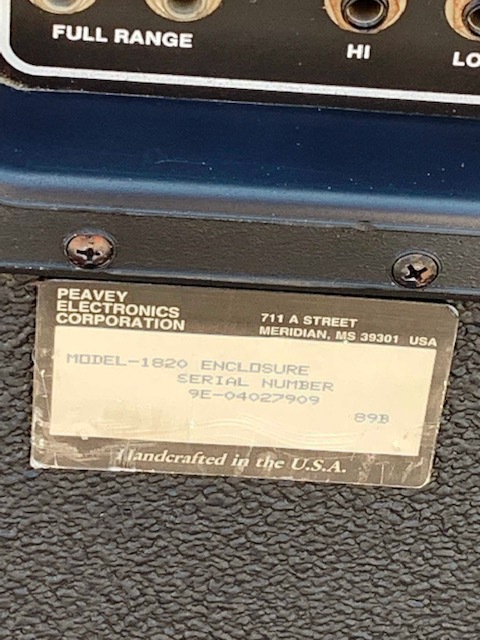 FULL RANGE
HI
LO
PEAVEY
ELECTRONICS
CORPORATION
711 A STREET
MERIDIAN, MS 39301 USA
MODEL-1820 ENCLOSURE
SERIAL NUMBER
9E-04027909
89B
Handcrafted in the U.S.A.